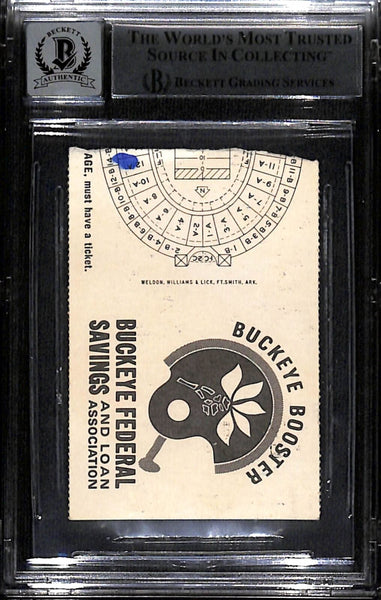 BECKETT
B
AUTHENTIC
THE WORLD'S MOST TRUSTED
SOURCE IN COLLECTING™
B BECKETT GRADING SERVICES
AGE, must have a ticket.
WELDON, WILLIAMS & LICK, FT. SMITH, ARK.
BUCKEYE BOOSTER
BUCKEYE FEDERAL
SAVINGS AND LOAN
ASSOCIATION